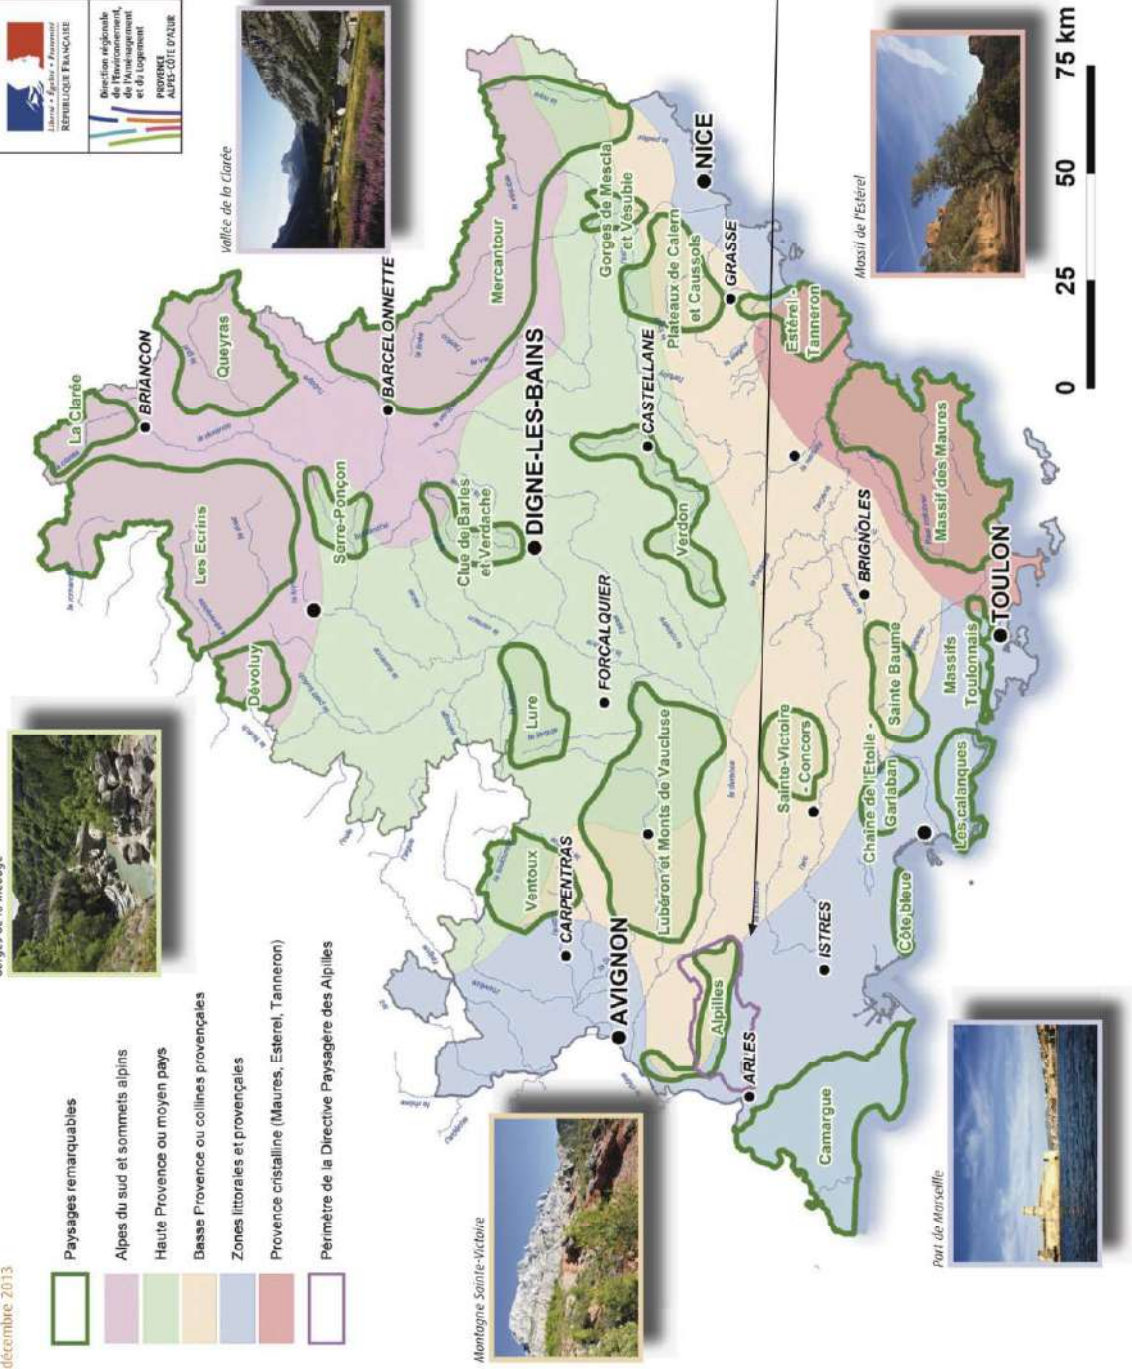 décembre 2013
Paysages remarquables
Alpes du sud et sommets alpins
Haute Provence ou moyen pays
Basse Provence ou collines provençales
Zones littorales et provençales
Provence cristalline (Maures, Esterel, Tanneron)
Périmètre de la Directive Paysagère des Alpilles
Liberté • Égalité • Fraternité
RÉPUBLIQUE FRANÇAISE
Direction régionale
de l'Environnement,
de l'Aménagement
et du Logement
PROVENCE
ALPES-CÔTE D'AZUR
Vallée de la Clarée
Massif de l'Estérel
Montagne Sainte-Victoire
Port de Marseille
La Clarée
BRIANCON
Queyras
Les Ecrins
Dévoluy
Serre-Ponçon
BARCELONNETTE
Mercantour
Clue de Barles
et Verdache
DIGNE-LES-BAINS
Gorges de Mescla
et Vésuble
NICE
Plateaux de Calern
et Caussols
GRASSE
CASTELLANE
Verdon
Lure
FORCALQUIER
Ventoux
CARPENTRAS
Lubéron et Monts de Vaucluse
AVIGNON
Alpilles
ARLES
Camargue
ISTRES
Côte bleue
Sainte-Victoire
- Concors
Chaîne de l'Etoile -
Garlaban
Sainte Baume
BRIGNOLES
Les calanques
Massifs
Toulonnais
TOULON
Massif des Maures
Estérel -
Tanneron
0 25 50 75 km